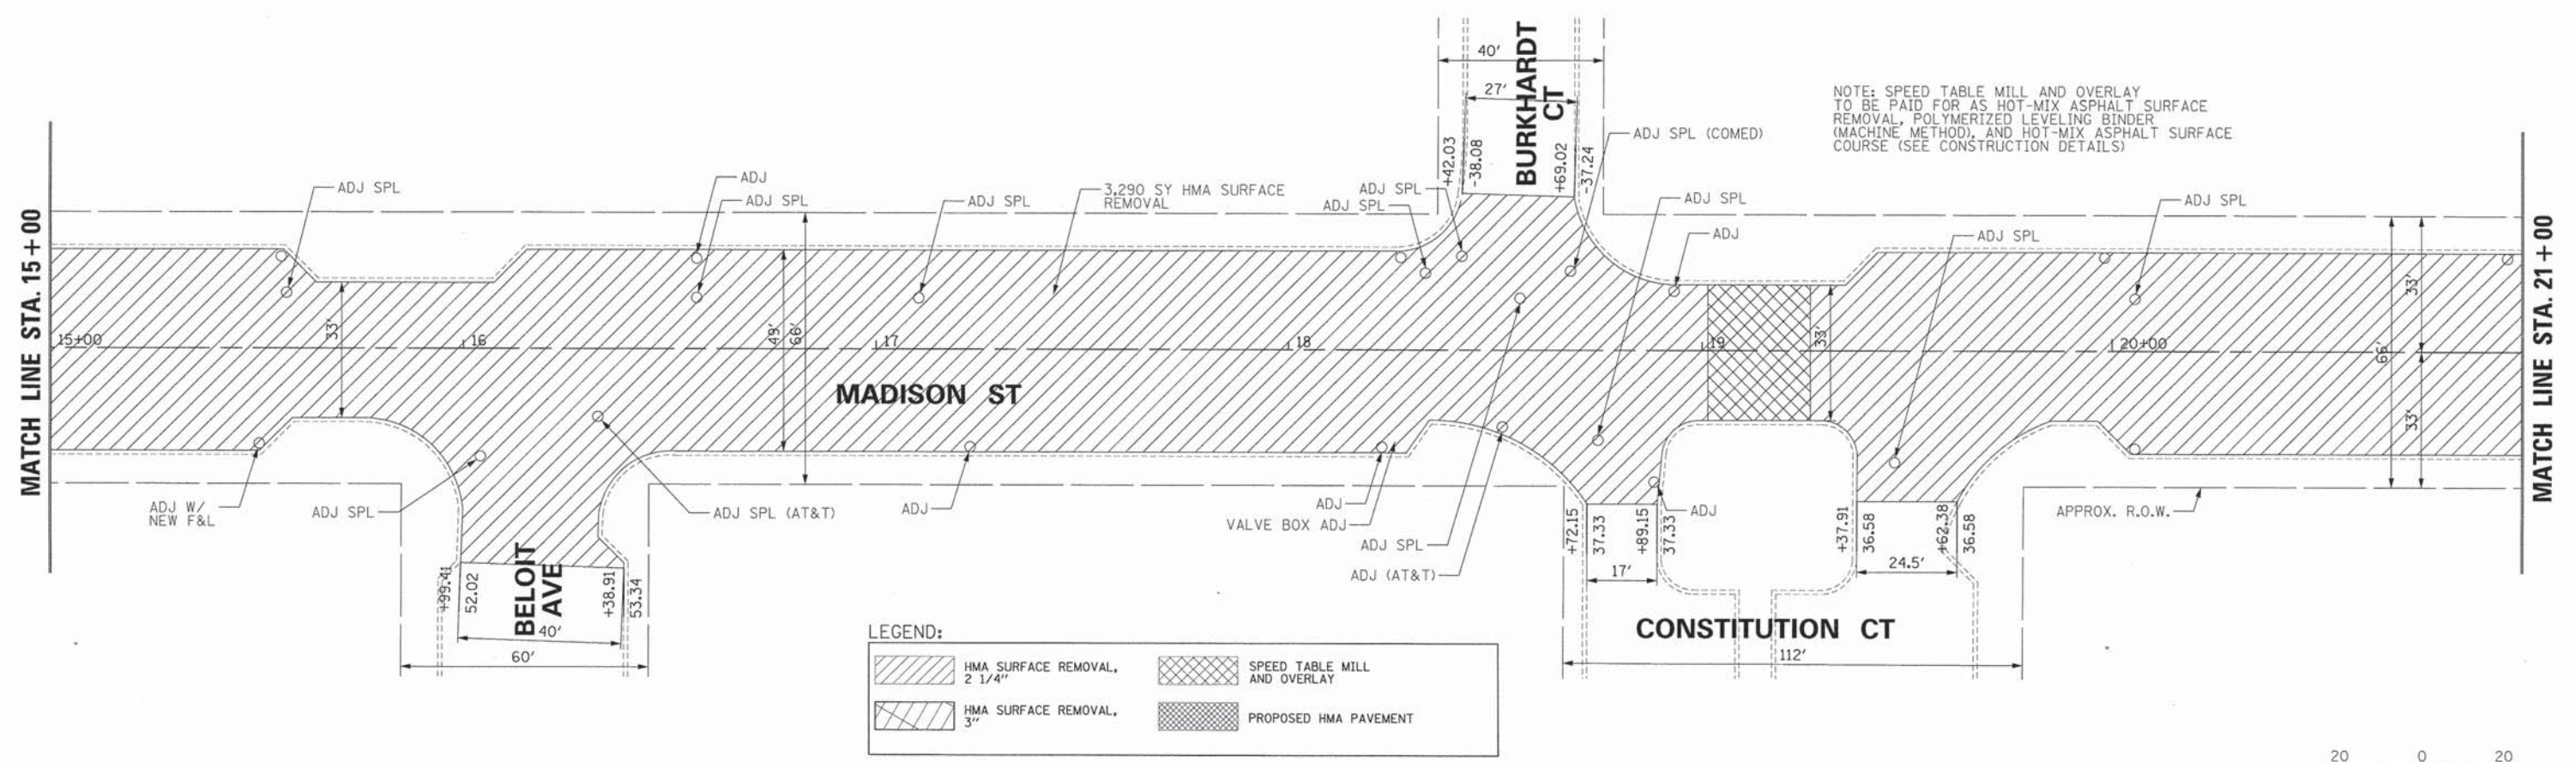 40'
BURKHARDT
CT
27'
+42.03
-38.08
+69.02
-37.24
ADJ SPL (COMED)
NOTE: SPEED TABLE MILL AND OVERLAY
TO BE PAID FOR AS HOT-MIX ASPHALT SURFACE
REMOVAL, POLYMERIZED LEVELING BINDER
(MACHINE METHOD), AND HOT-MIX ASPHALT SURFACE
COURSE (SEE CONSTRUCTION DETAILS)
ADJ SPL
ADJ
ADJ SPL
ADJ SPL
3,290 SY HMA SURFACE
REMOVAL
ADJ SPL
ADJ SPL
ADJ SPL
ADJ
ADJ SPL
ADJ SPL
MATCH LINE STA. 15+00
15+00
33'
16
49'
66'
17
18
19
33'
20+00
66'
33'
33'
MATCH LINE STA. 21+00
MADISON ST
ADJ W/
NEW F&L
ADJ SPL
ADJ SPL (AT&T)
ADJ
ADJ
VALVE BOX ADJ
ADJ SPL
ADJ (AT&T)
ADJ
APPROX. R.O.W.
+72.15
37.33
+89.15
37.33
+37.91
36.58
+62.38
36.58
17'
24.5'
+99.41
52.02
BELOIT
AVE
+38.91
53.34
40'
60'
CONSTITUTION CT
112'
LEGEND:
HMA SURFACE REMOVAL,
2 1/4"
SPEED TABLE MILL
AND OVERLAY
HMA SURFACE REMOVAL,
3"
PROPOSED HMA PAVEMENT
20 0 20